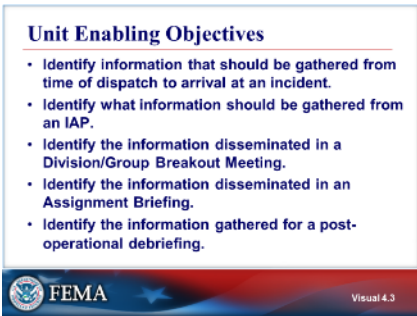 Unit Enabling Objectives
• Identify information that should be gathered from
time of dispatch to arrival at an incident.
• Identify what information should be gathered from
an IAP.
• Identify the information disseminated in a
Division/Group Breakout Meeting.
• Identify the information disseminated in an
Assignment Briefing.
• Identify the information gathered for a post-
operational debriefing.
FEMA
Visual 4.3